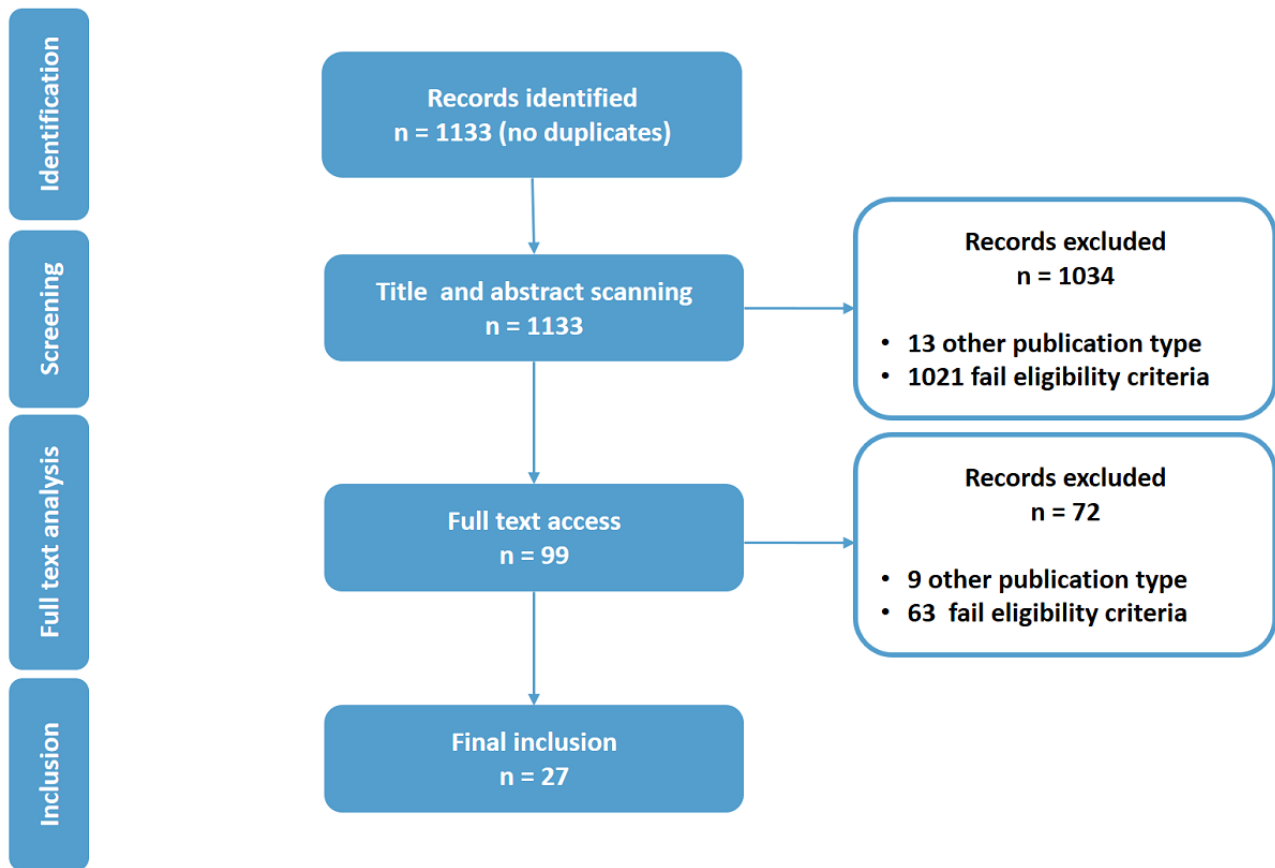 Identification
Records identified
n = 1133 (no duplicates)
Screening
Title and abstract scanning
n = 1133
Records excluded
n = 1034
• 13 other publication type
• 1021 fail eligibility criteria
Full text analysis
Full text access
n = 99
Records excluded
n = 72
• 9 other publication type
• 63 fail eligibility criteria
Inclusion
Final inclusion
n = 27